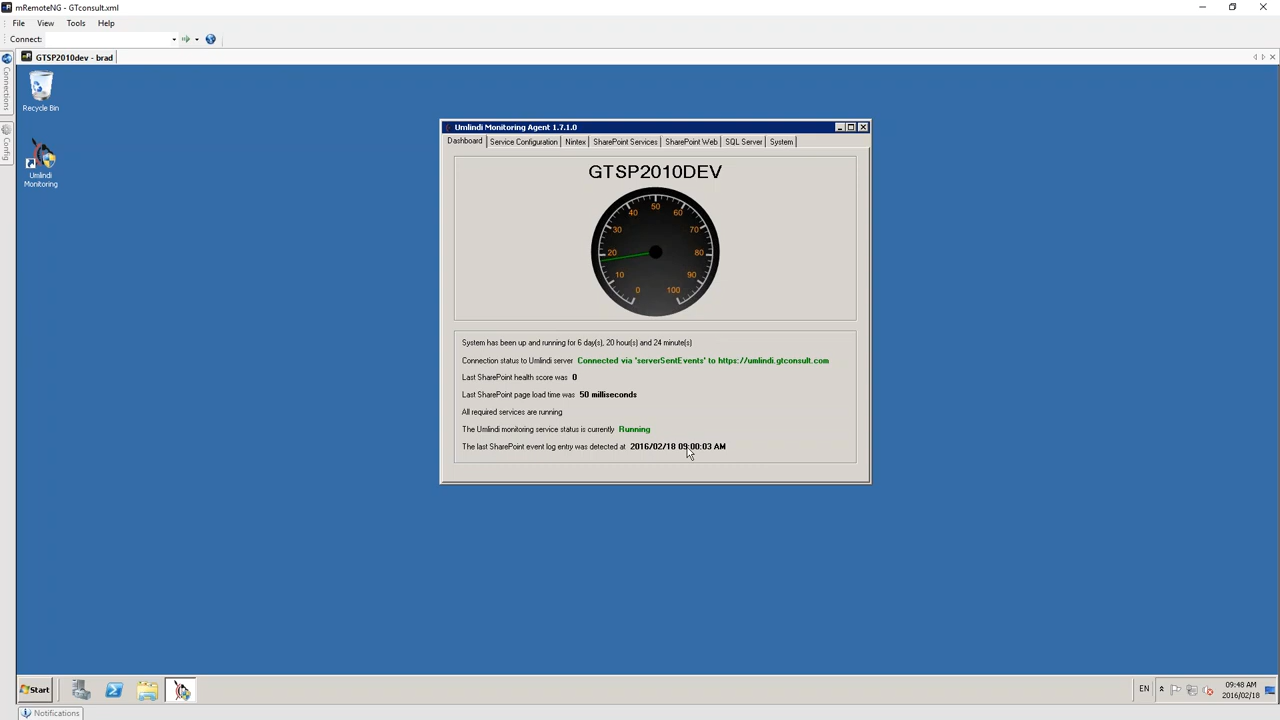 mRemoteNG - GTconsult.xml
File View Tools Help
Connect:
GTSP2010dev - brad
Connections
Config
Recycle Bin
Umlindi
Monitoring
Umlindi Monitoring Agent 1.7.1.0
Dashboard Service Configuration Nintex SharePoint Services SharePoint Web SQL Server System
GTSP2010DEV
50
40 60
30 70
20 80
10 90
0 100
System has been up and running for 6 day(s), 20 hour(s) and 24 minute(s)
Connection status to Umlindi server Connected via 'serverSentEvents' to https://umlindi.gtconsult.com
Last SharePoint health score was 0
Last SharePoint page load time was 50 milliseconds
All required services are running
The Umlindi monitoring service status is currently Running
The last SharePoint event log entry was detected at 2016/02/18 09:00:03 AM
Start
EN
09:48 AM
2016/02/18
Notifications